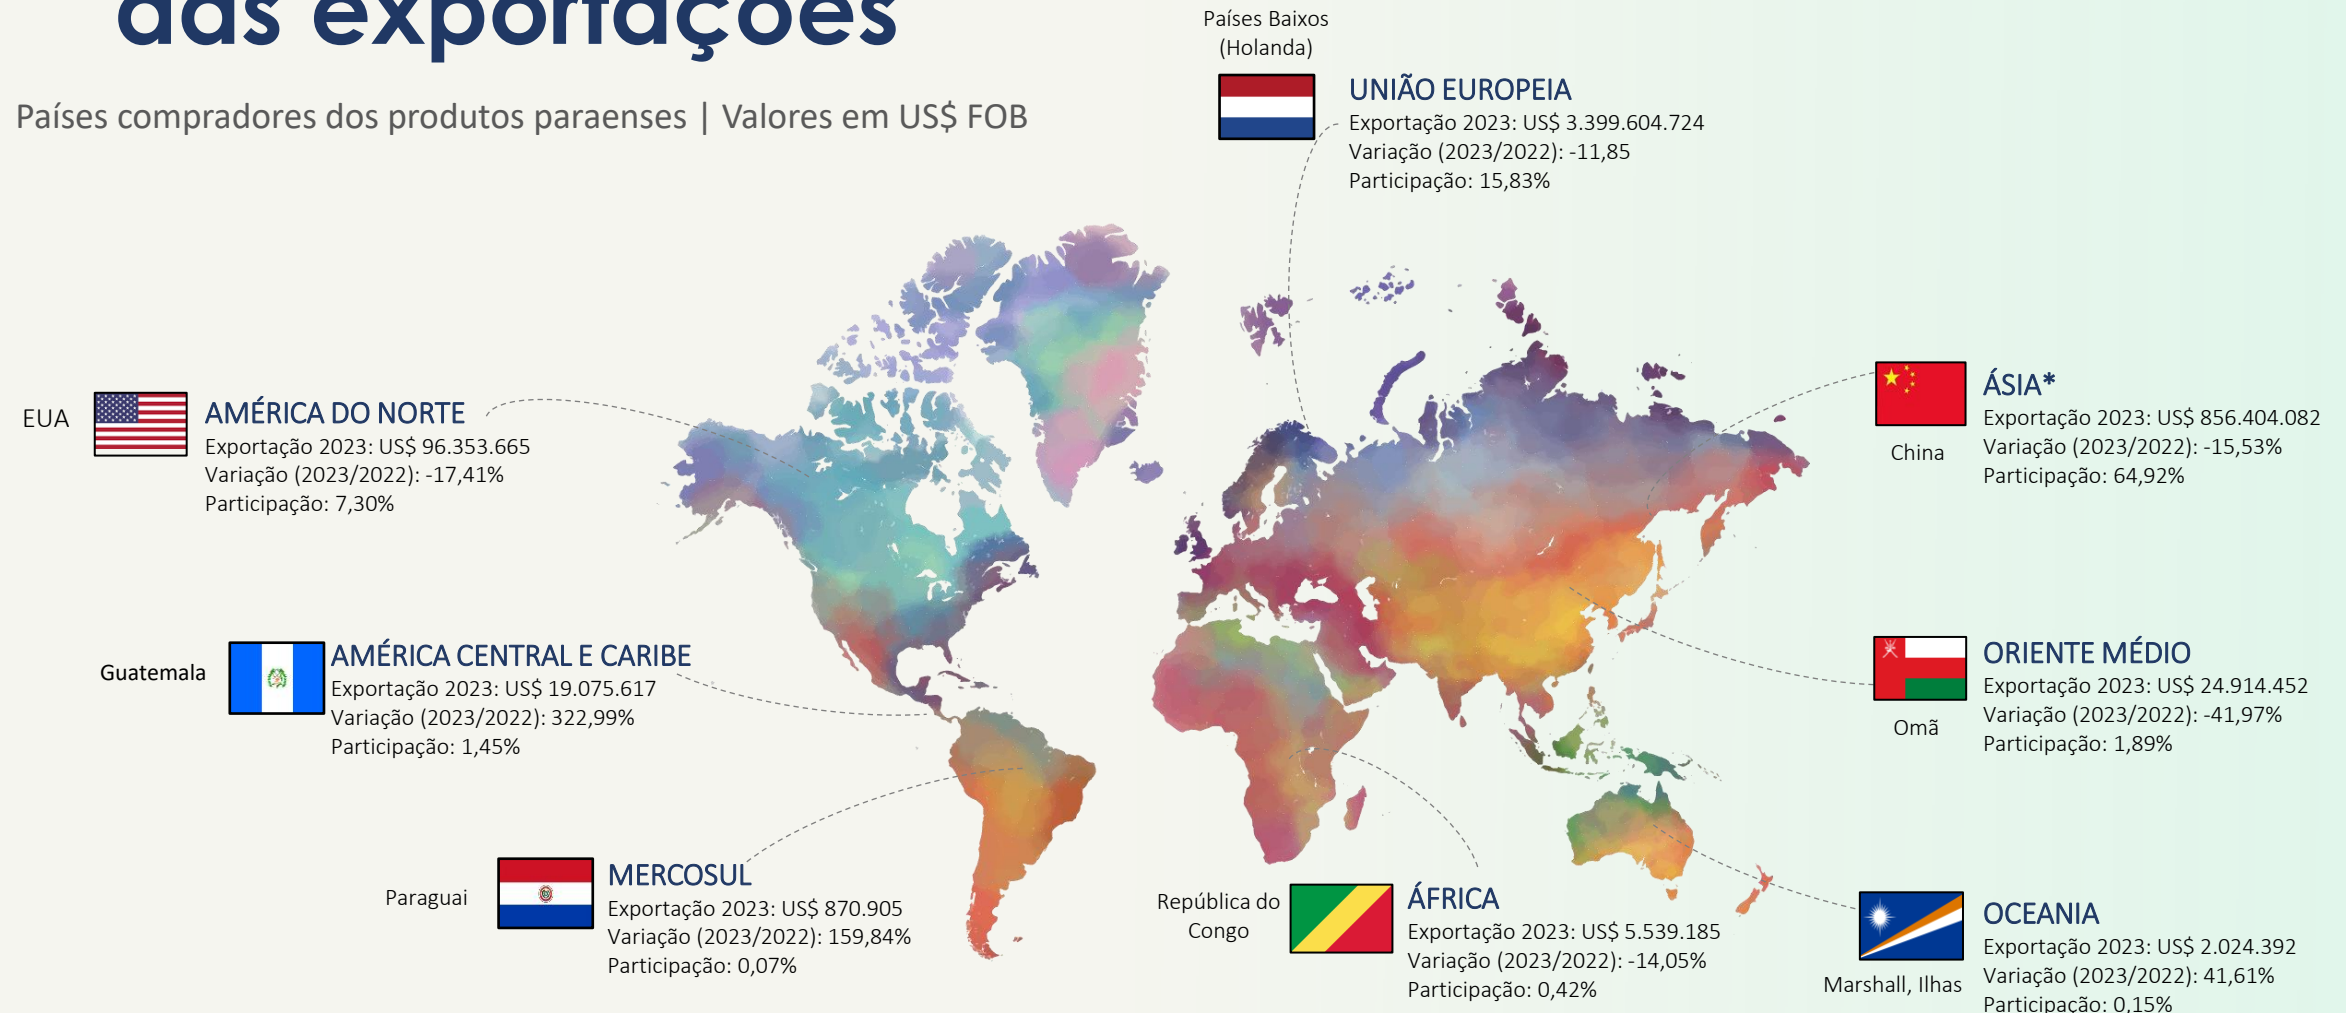 das exportações
Países compradores dos produtos paraenses | Valores em US$ FOB
Países Baixos
(Holanda)
UNIÃO EUROPEIA
Exportação 2023: US$ 3.399.604.724
Variação (2023/2022): -11,85
Participação: 15,83%
EUA
AMÉRICA DO NORTE
Exportação 2023: US$ 96.353.665
Variação (2023/2022): -17,41%
Participação: 7,30%
China
ÁSIA*
Exportação 2023: US$ 856.404.082
Variação (2023/2022): -15,53%
Participação: 64,92%
Guatemala
AMÉRICA CENTRAL E CARIBE
Exportação 2023: US$ 19.075.617
Variação (2023/2022): 322,99%
Participação: 1,45%
Omã
ORIENTE MÉDIO
Exportação 2023: US$ 24.914.452
Variação (2023/2022): -41,97%
Participação: 1,89%
Paraguai
MERCOSUL
Exportação 2023: US$ 870.905
Variação (2023/2022): 159,84%
Participação: 0,07%
República do
Congo
ÁFRICA
Exportação 2023: US$ 5.539.185
Variação (2023/2022): -14,05%
Participação: 0,42%
Marshall, Ilhas
OCEANIA
Exportação 2023: US$ 2.024.392
Variação (2023/2022): 41,61%
Participação: 0,15%